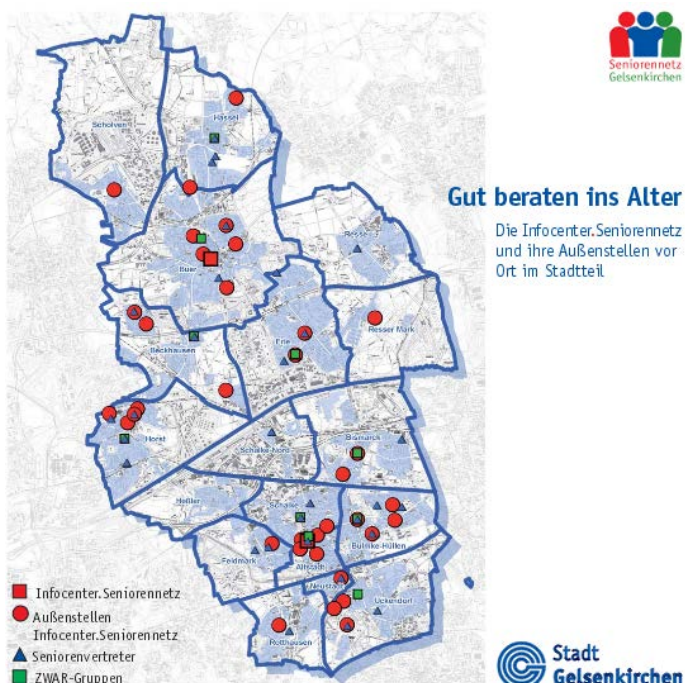 Seniorennetz
Gelsenkirchen
Gut beraten ins Alter
Die Infocenter.Seniorennetz
und ihre Außenstellen vor
Ort im Stadtteil
Scholven
Hassel
Buer
Resse
Resser Mark
Beckhausen
Erle
Horst
Schalke-Nord
Bismarck
Heßler
Schalke
Bulmke-Hüllen
Feldmark
Altstadt
Neustadt
Ückendorf
Rotthausen
Infocenter.Seniorennetz
Außenstellen
Infocenter.Seniorennetz
Seniorenvertreter
ZWAR-Gruppen
Stadt
Gelsenkirchen